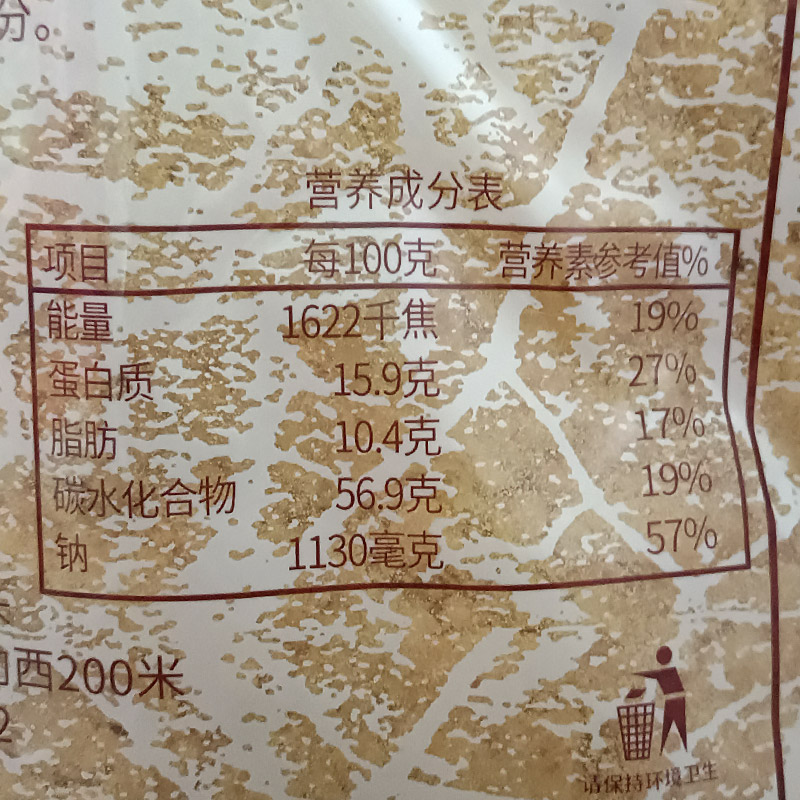 分。
营养成分表
项目 每100克 营养素参考值%
能量 1622千焦 19%
蛋白质 15.9克 27%
脂肪 10.4克 17%
碳水化合物 56.9克 19%
钠 1130毫克 57%
西200米
2
请保持环境卫生